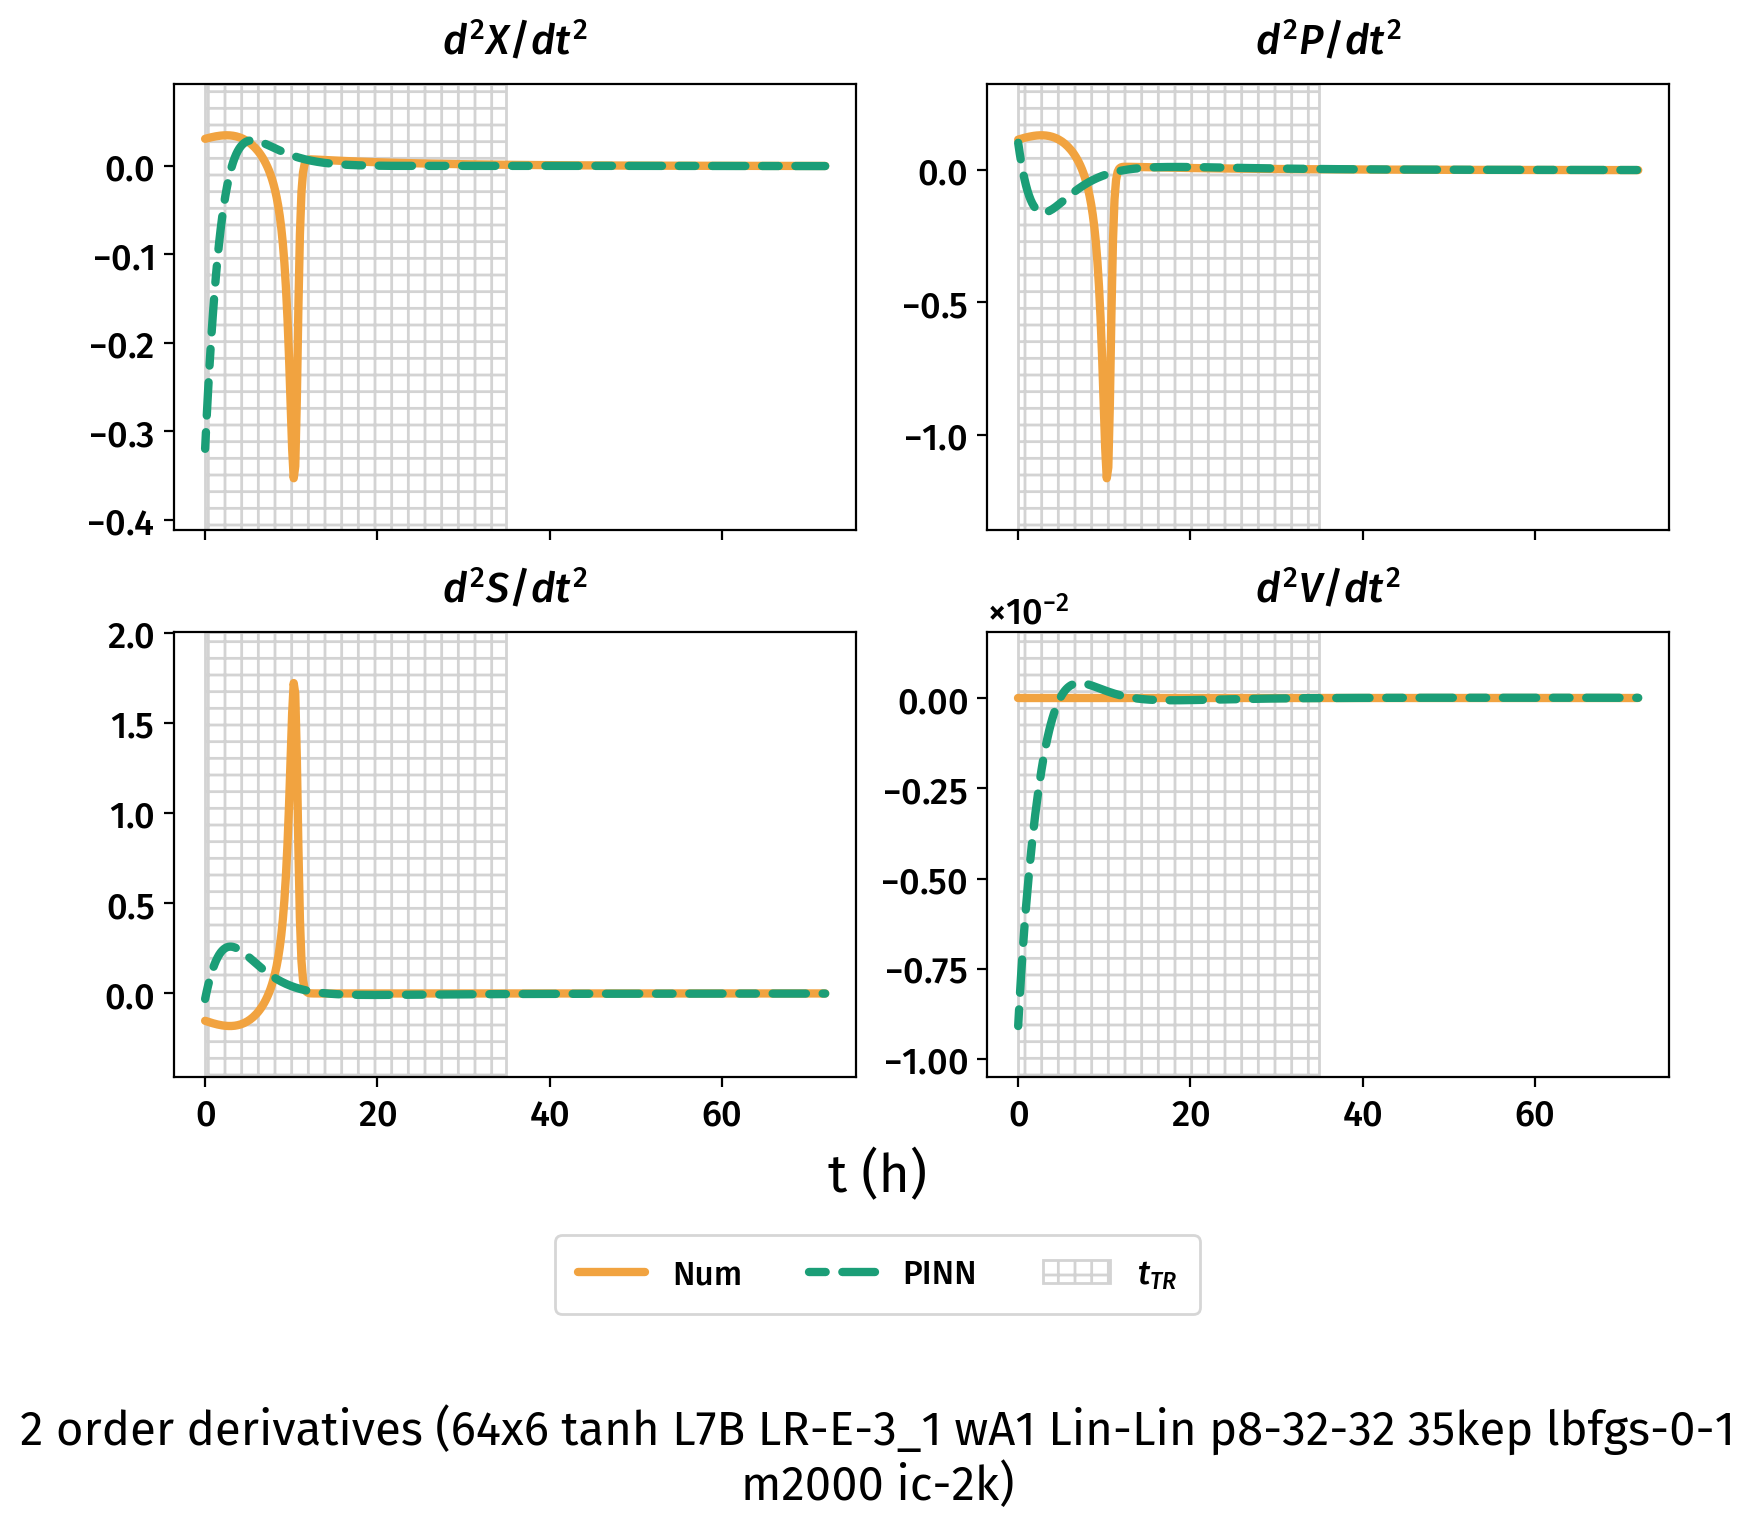 d²X/dt²
d²P/dt²
0.0
−0.1
−0.2
−0.3
−0.4
0.0
−0.5
−1.0
d²S/dt²
d²V/dt²
×10⁻²
2.0
1.5
1.0
0.5
0.0
0.00
−0.25
−0.50
−0.75
−1.00
0 20 40 60
0 20 40 60
t (h)
Num PINN t_TR
2 order derivatives (64x6 tanh L7B LR-E-3_1 wA1 Lin-Lin p8-32-32 35kep lbfgs-0-1
m2000 ic-2k)